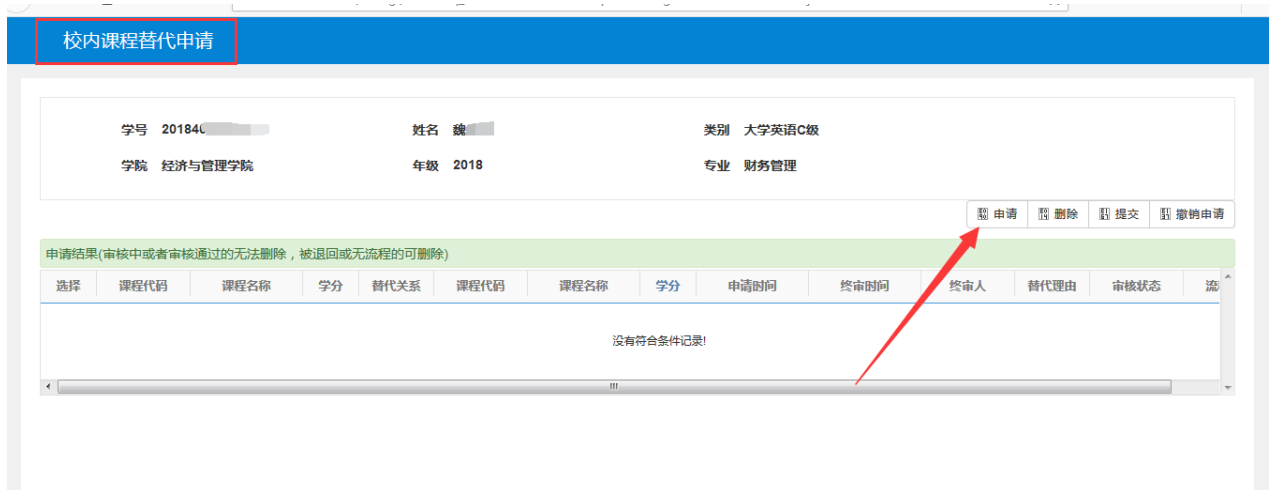 校内课程替代申请
学号 20184 姓名 魏 类别 大学英语C级
学院 经济与管理学院 年级 2018 专业 财务管理
申请 删除 提交 撤销申请
申请结果(审核中或者审核通过的无法删除，被退回或无流程的可删除)
选择 课程代码 课程名称 学分 替代关系 课程代码 课程名称 学分 申请时间 终审时间 终审人 替代理由 审核状态 流
没有符合条件记录!